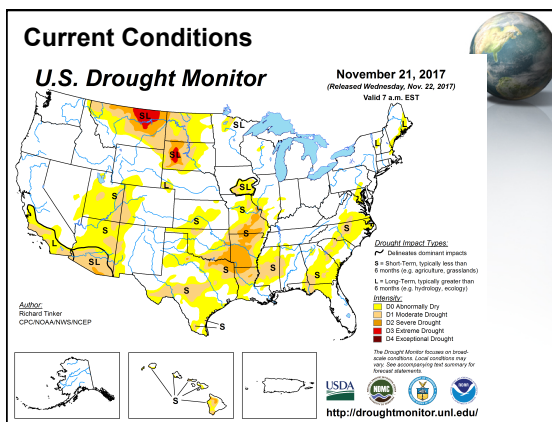 Current Conditions
U.S. Drought Monitor
November 21, 2017
(Released Wednesday, Nov. 22, 2017)
Valid 7 a.m. EST
SL
SL
SL
L
L
L
S
S
SL
S
S
S
L
SL
S
S
S
S
S
S
S
Drought Impact Types:
Delineates dominant impacts
S = Short-Term, typically less than
6 months (e.g. agriculture, grasslands)
L = Long-Term, typically greater than
6 months (e.g. hydrology, ecology)
Intensity:
D0 Abnormally Dry
D1 Moderate Drought
D2 Severe Drought
D3 Extreme Drought
D4 Exceptional Drought
Author:
Richard Tinker
CPC/NOAA/NWS/NCEP
The Drought Monitor focuses on broad-
scale conditions. Local conditions may
vary. See accompanying text summary for
forecast statements.
S
USDA
NDMC
NOAA
http://droughtmonitor.unl.edu/